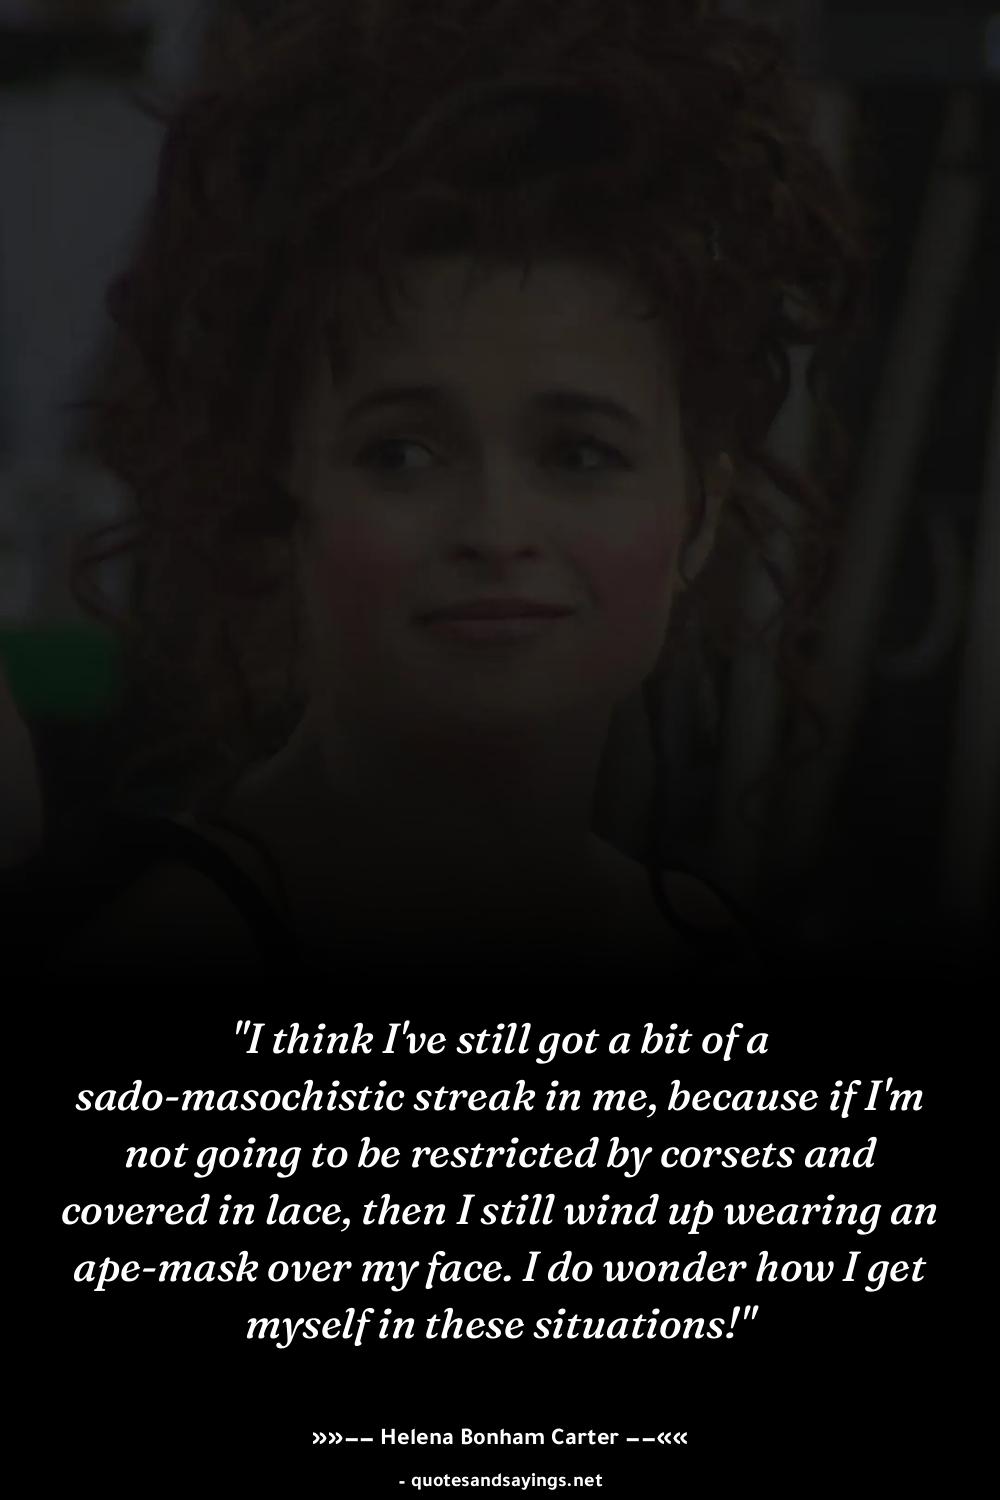 "I think I've still got a bit of a
sado-masochistic streak in me, because if I'm
not going to be restricted by corsets and
covered in lace, then I still wind up wearing an
ape-mask over my face. I do wonder how I get
myself in these situations!"
»»−− Helena Bonham Carter −−««
- quotesandsayings.net